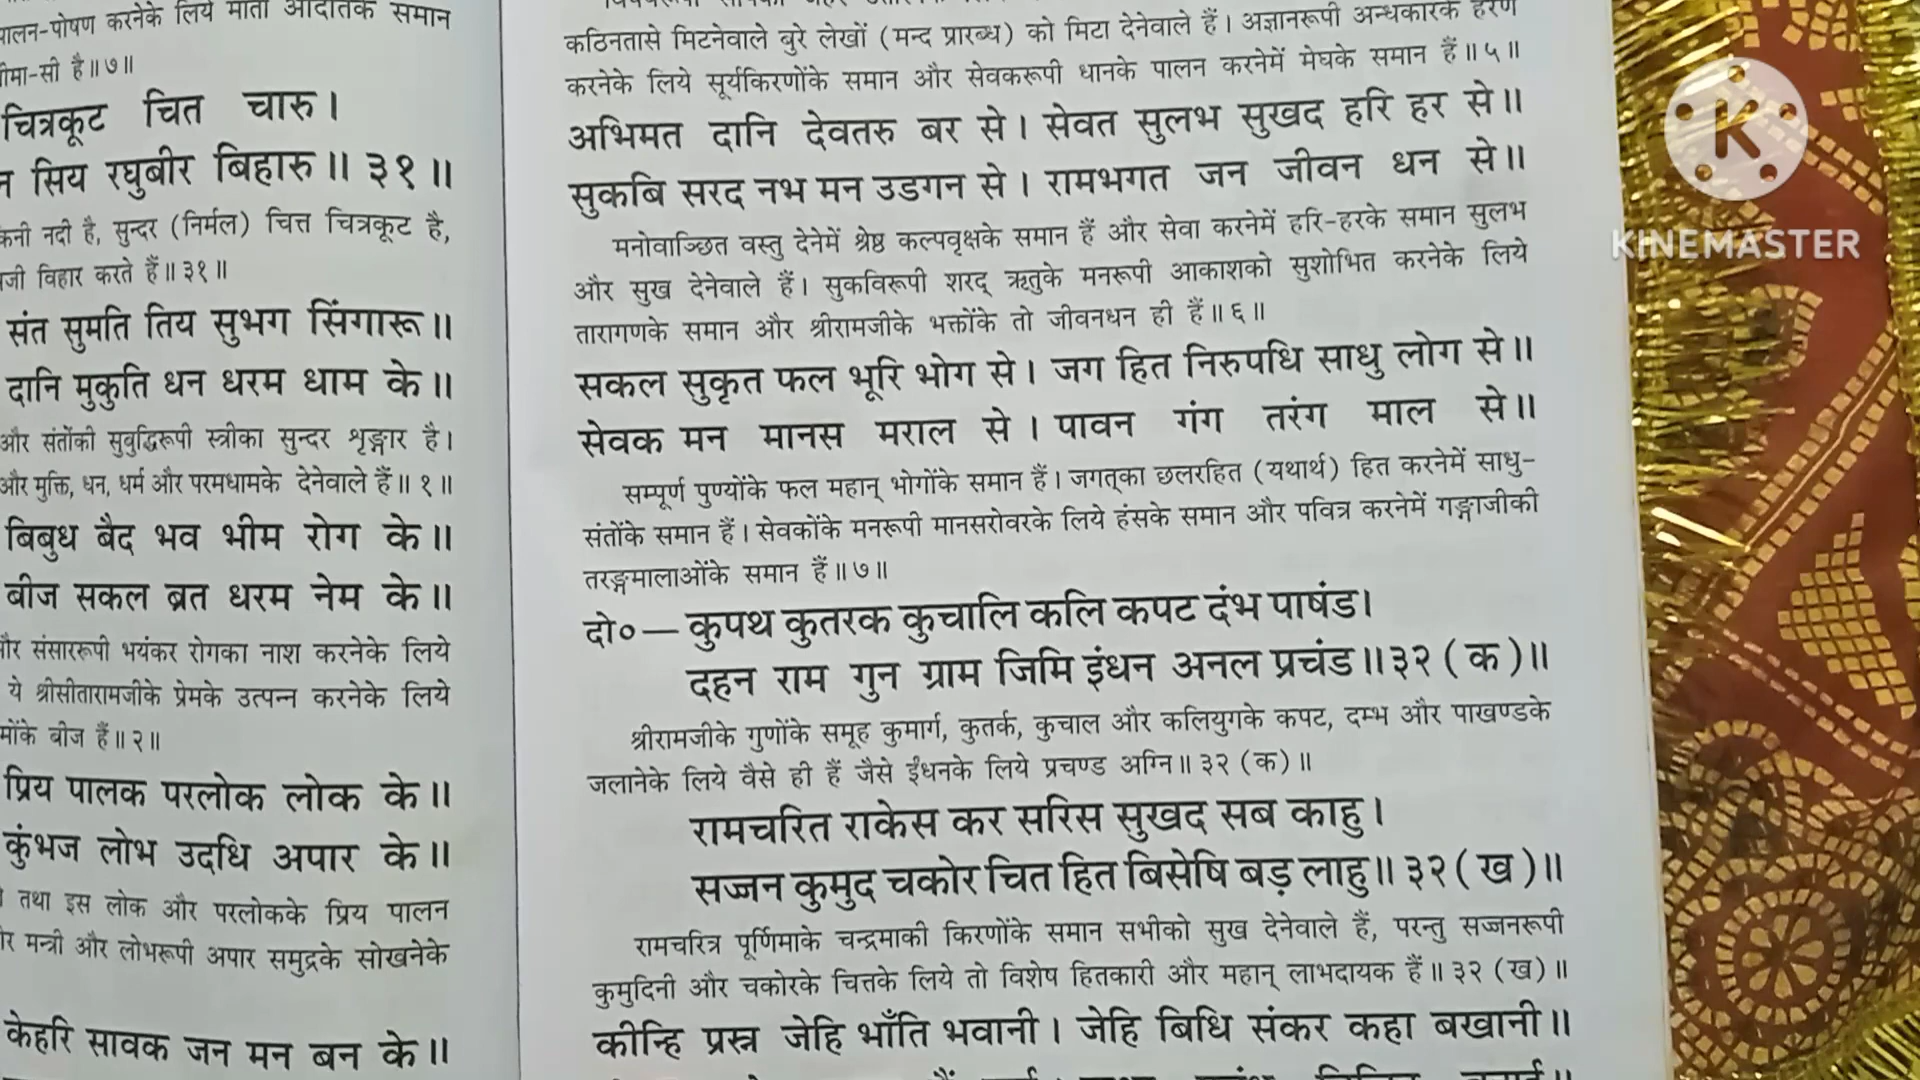 पालन-पोषण करनेके लिये माता
सीमा-सी है॥७॥
चित्रकूट चित चारु।
सिय रघुबीर बिहारु॥ ३१॥
नदी है, सुन्दर (निर्मल) चित्त चित्रकूट है,
विहार करते हैं॥३१॥
संत सुमति तिय सुभग सिंगारू॥
दानि मुकुति धन धरम धाम के॥
और संतोंकी सुबुद्धिरूपी स्त्रीका सुन्दर शृङ्गार है।
और मुक्ति, धन, धर्म और परमधामके देनेवाले हैं॥ १॥
बिबुध बैद भव भीम रोग के॥
बीज सकल ब्रत धरम नेम के॥
और संसाररूपी भयंकर रोगका नाश करनेके लिये
ये श्रीसीतारामजीके प्रेमके उत्पन्न करनेके लिये
बीज हैं॥२॥
प्रिय पालक परलोक लोक के॥
कुंभज लोभ उदधि अपार के॥
तथा इस लोक और परलोकके प्रिय पालन
मन्त्री और लोभरूपी अपार समुद्रके सोखनेके
केहरि सावक जन मन बन के॥
कठिनतासे मिटनेवाले बुरे लेखों (मन्द प्रारब्ध) को मिटा देनेवाले हैं। अज्ञानरूपी अन्धकारके हरण
करनेके लिये सूर्यकिरणोंके समान और सेवकरूपी धानके पालन करनेमें मेघके समान हैं॥५॥
अभिमत दानि देवतरु बर से। सेवत सुलभ सुखद हरि हर से॥
सुकबि सरद नभ मन उडगन से। रामभगत जन जीवन धन से॥
मनोवाञ्छित वस्तु देनेमें श्रेष्ठ कल्पवृक्षके समान हैं और सेवा करनेमें हरि-हरके समान सुलभ
और सुख देनेवाले हैं। सुकविरूपी शरद् ऋतुके मनरूपी आकाशको सुशोभित करनेके लिये
तारागणके समान और श्रीरामजीके भक्तोंके तो जीवनधन ही हैं॥६॥
सकल सुकृत फल भूरि भोग से। जग हित निरुपधि साधु लोग से॥
सेवक मन मानस मराल से। पावन गंग तरंग माल से॥
सम्पूर्ण पुण्योंके फल महान् भोगोंके समान हैं। जगत्का छलरहित (यथार्थ) हित करनेमें साधु-
संतोंके समान हैं। सेवकोंके मनरूपी मानसरोवरके लिये हंसके समान और पवित्र करनेमें गङ्गाजीकी
तरङ्गमालाओंके समान हैं॥७॥
दो०— कुपथ कुतरक कुचालि कलि कपट दंभ पाषंड।
दहन राम गुन ग्राम जिमि इंधन अनल प्रचंड॥३२ (क)॥
श्रीरामजीके गुणोंके समूह कुमार्ग, कुतर्क, कुचाल और कलियुगके कपट, दम्भ और पाखण्डके
जलानेके लिये वैसे ही हैं जैसे ईंधनके लिये प्रचण्ड अग्नि॥ ३२ (क)॥
रामचरित राकेस कर सरिस सुखद सब काहु।
सज्जन कुमुद चकोर चित हित बिसेषि बड़ लाहु॥ ३२ (ख)॥
रामचरित्र पूर्णिमाके चन्द्रमाकी किरणोंके समान सभीको सुख देनेवाले हैं, परन्तु सज्जनरूपी
कुमुदिनी और चकोरके चित्तके लिये तो विशेष हितकारी और महान् लाभदायक हैं॥ ३२ (ख)॥
कीन्हि प्रस्न जेहि भाँति भवानी। जेहि बिधि संकर कहा बखानी॥
K
KINEMASTER